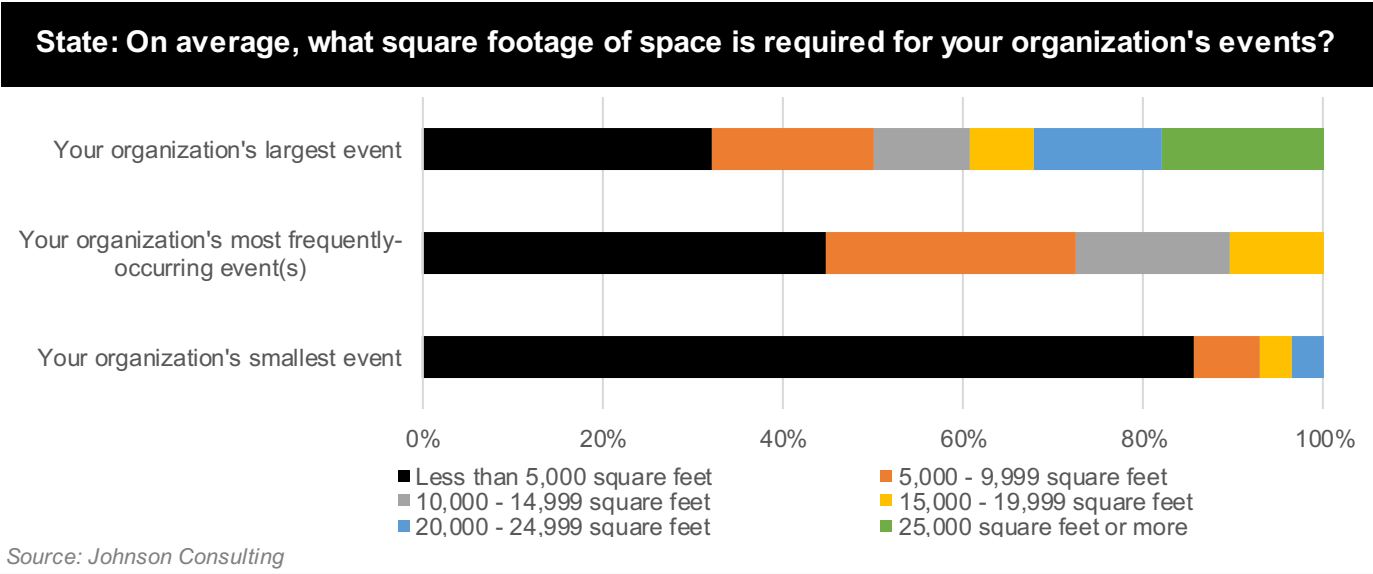 State: On average, what square footage of space is required for your organization's events?
Your organization's largest event
Your organization's most frequently-
occurring event(s)
Your organization's smallest event
0% 20% 40% 60% 80% 100%
Less than 5,000 square feet 5,000 - 9,999 square feet
10,000 - 14,999 square feet 15,000 - 19,999 square feet
20,000 - 24,999 square feet 25,000 square feet or more
Source: Johnson Consulting